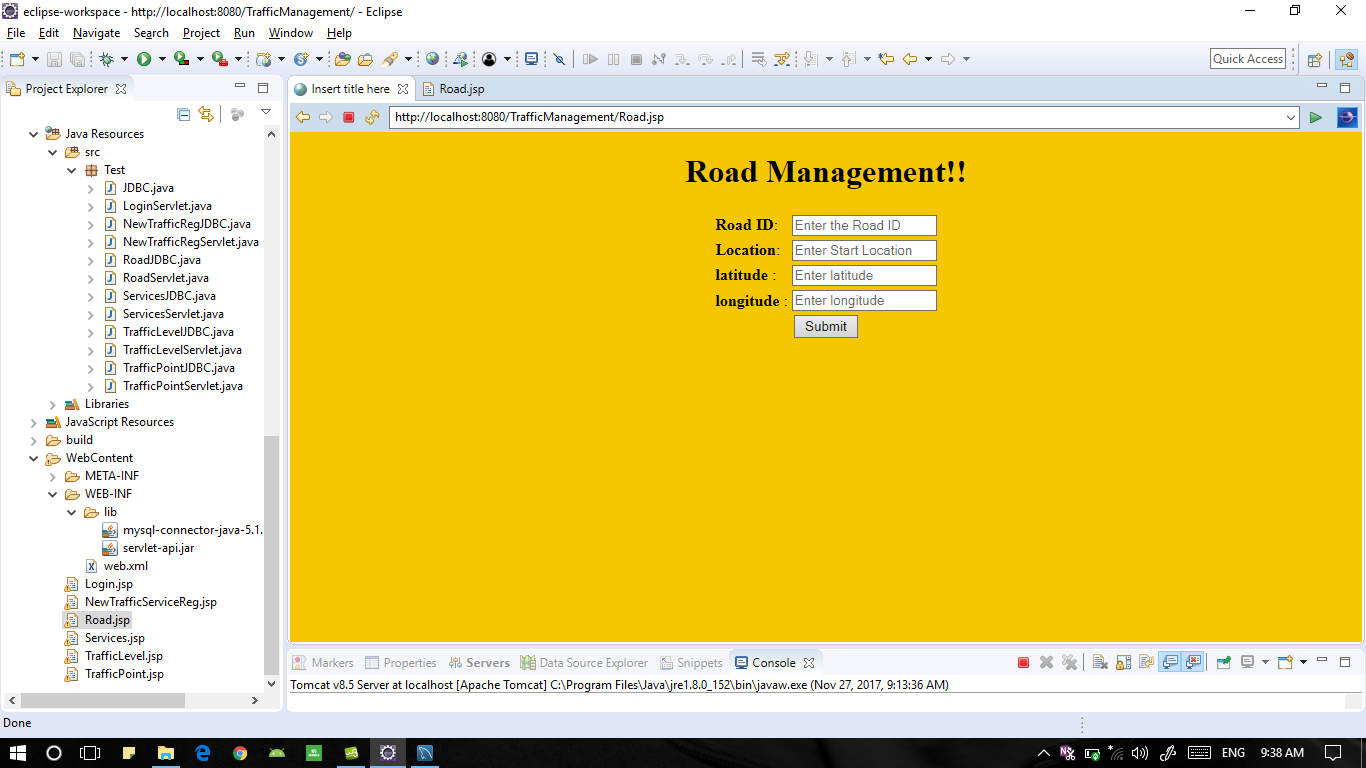 eclipse-workspace - http://localhost:8080/TrafficManagement/ - Eclipse
File Edit Navigate Search Project Run Window Help
Quick Access
Project Explorer
Java Resources
src
Test
JDBC.java
LoginServlet.java
NewTrafficRegJDBC.java
NewTrafficRegServlet.java
RoadJDBC.java
RoadServlet.java
ServicesJDBC.java
ServicesServlet.java
TrafficLevelJDBC.java
TrafficLevelServlet.java
TrafficPointJDBC.java
TrafficPointServlet.java
Libraries
JavaScript Resources
build
WebContent
META-INF
WEB-INF
lib
mysql-connector-java-5.1.
servlet-api.jar
web.xml
Login.jsp
NewTrafficServiceReg.jsp
Road.jsp
Services.jsp
TrafficLevel.jsp
TrafficPoint.jsp
Insert title here Road.jsp
http://localhost:8080/TrafficManagement/Road.jsp
Road Management!!
Road ID: Enter the Road ID
Location: Enter Start Location
latitude : Enter latitude
longitude : Enter longitude
Submit
Markers Properties Servers Data Source Explorer Snippets Console
Tomcat v8.5 Server at localhost [Apache Tomcat] C:\Program Files\Java\jre1.8.0_152\bin\javaw.exe (Nov 27, 2017, 9:13:36 AM)
Done
ENG 9:38 AM